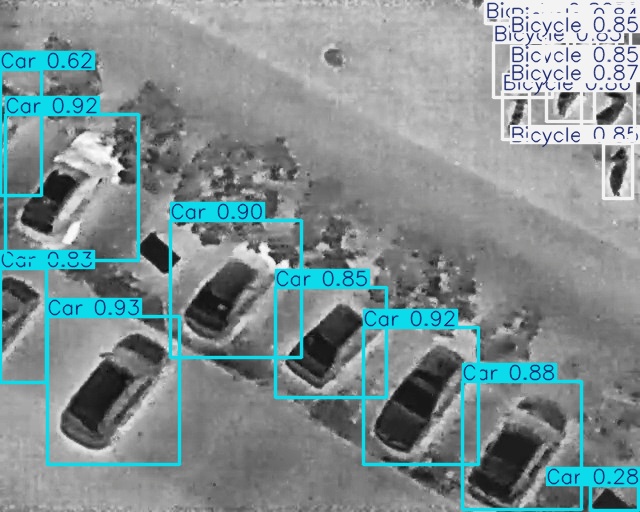 Bicycle 0.85
Bicycle 0.85
Bicycle 0.87
Bicycle 0.85
Car 0.62
Car 0.92
Car 0.90
Car 0.83
Car 0.85
Car 0.93
Car 0.92
Car 0.88
Car 0.28